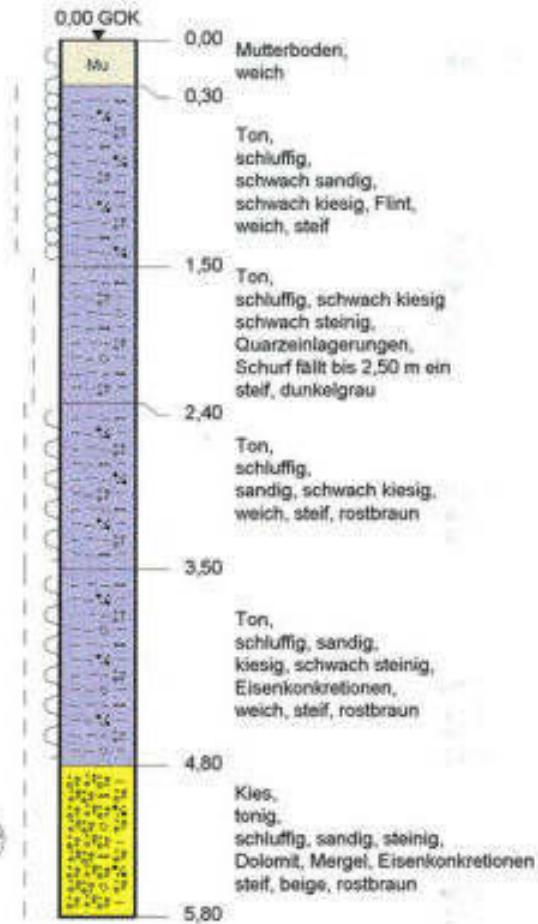 0,00 GOK
0,00
Mutterboden,
weich
Mu
0,30
Ton,
schluffig,
schwach sandig,
schwach kiesig, Flint,
weich, steif
1,50
Ton,
schluffig, schwach kiesig
schwach steinig,
Quarzeinlagerungen,
Schurf fällt bis 2,50 m ein
steif, dunkelgrau
2,40
Ton,
schluffig,
sandig, schwach kiesig,
weich, steif, rostbraun
3,50
Ton,
schluffig, sandig,
kiesig, schwach steinig,
Eisenkonkretionen,
weich, steif, rostbraun
4,80
Kies,
tonig,
schluffig, sandig, steinig,
Dolomit, Mergel, Eisenkonkretionen
steif, beige, rostbraun
5,80